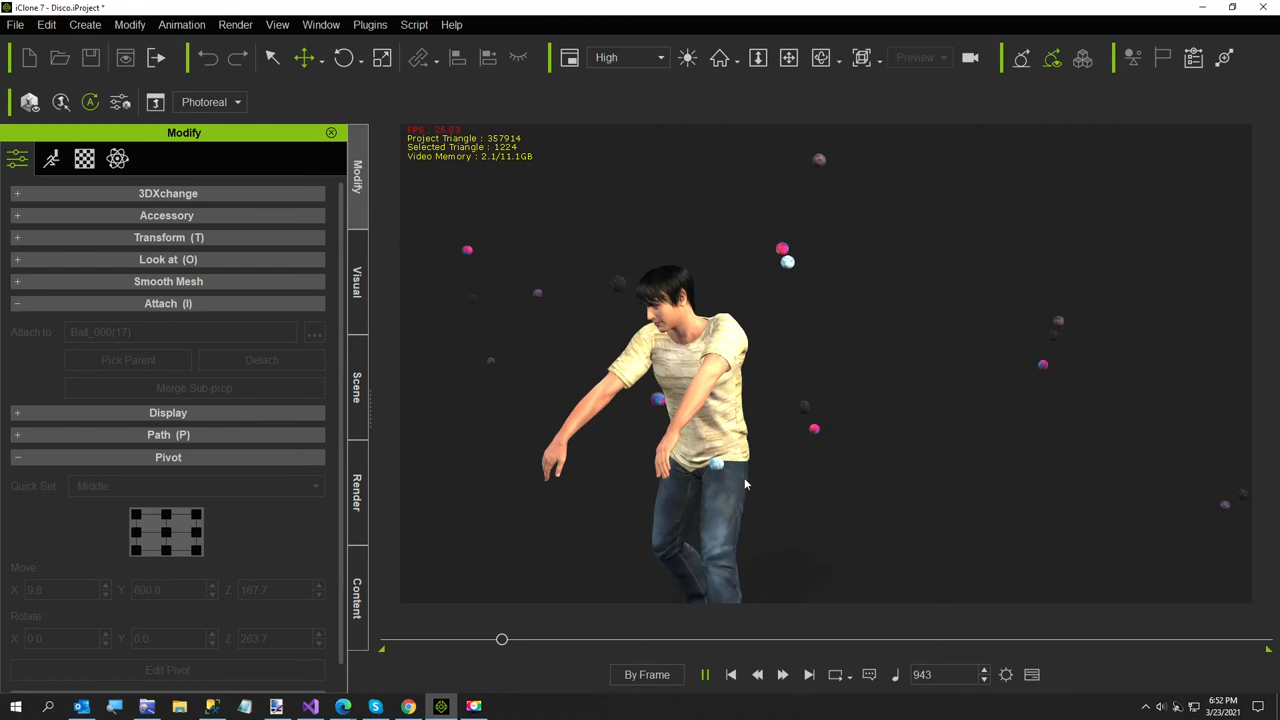 iClone 7 - Disco.iProject *
File Edit Create Modify Animation Render View Window Plugins Script Help
High
Preview
Photoreal
Modify
FPS : 26.03
Project Triangle : 357914
Selected Triangle : 1224
Video Memory : 2.1/11.1GB
+ 3DXchange
+ Accessory
+ Transform (T)
+ Look at (O)
+ Smooth Mesh
− Attach (I)
Attach to Ball_000(17) ...
Pick Parent Detach
Merge Sub-prop
+ Display
+ Path (P)
− Pivot
Quick Set Middle
Move
X 9.8 Y 600.0 Z 167.7
Rotate
X 0.0 Y 0.0 Z 263.7
Edit Pivot
Modify
Visual
Scene
Render
Content
By Frame 943
6:52 PM
3/23/2021